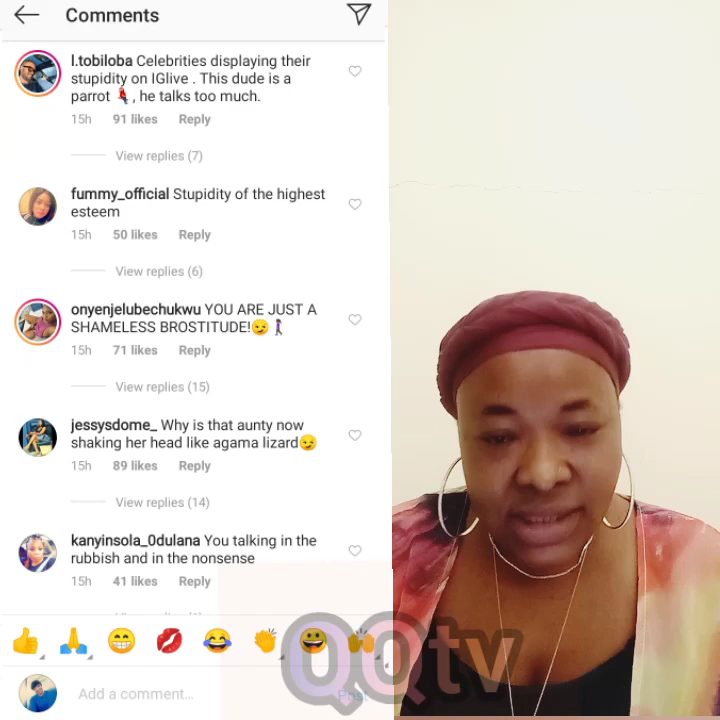 Comments
l.tobiloba Celebrities displaying their
stupidity on IGlive . This dude is a
parrot 💃 , he talks too much.
15h 91 likes Reply
View replies (7)
fummy_official Stupidity of the highest
esteem
15h 50 likes Reply
View replies (6)
onyenjelubechukwu YOU ARE JUST A
SHAMELESS BROSTITUDE!😏🚶‍♀️
15h 71 likes Reply
View replies (15)
jessysdome_ Why is that aunty now
shaking her head like agama lizard😏
15h 89 likes Reply
View replies (14)
kanyinsola_0dulana You talking in the
rubbish and in the nonsense
15h 41 likes Reply
Add a comment...
Post
QQtv